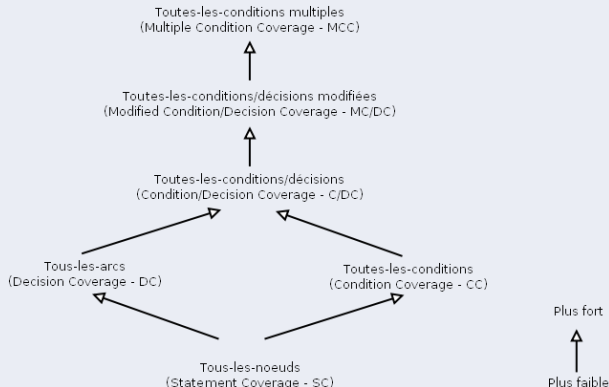 Toutes-les-conditions multiples
(Multiple Condition Coverage - MCC)
Toutes-les-conditions/décisions modifiées
(Modified Condition/Decision Coverage - MC/DC)
Toutes-les-conditions/décisions
(Condition/Decision Coverage - C/DC)
Tous-les-arcs
(Decision Coverage - DC)
Toutes-les-conditions
(Condition Coverage - CC)
Plus fort
Tous-les-noeuds
(Statement Coverage - SC)
Plus faible